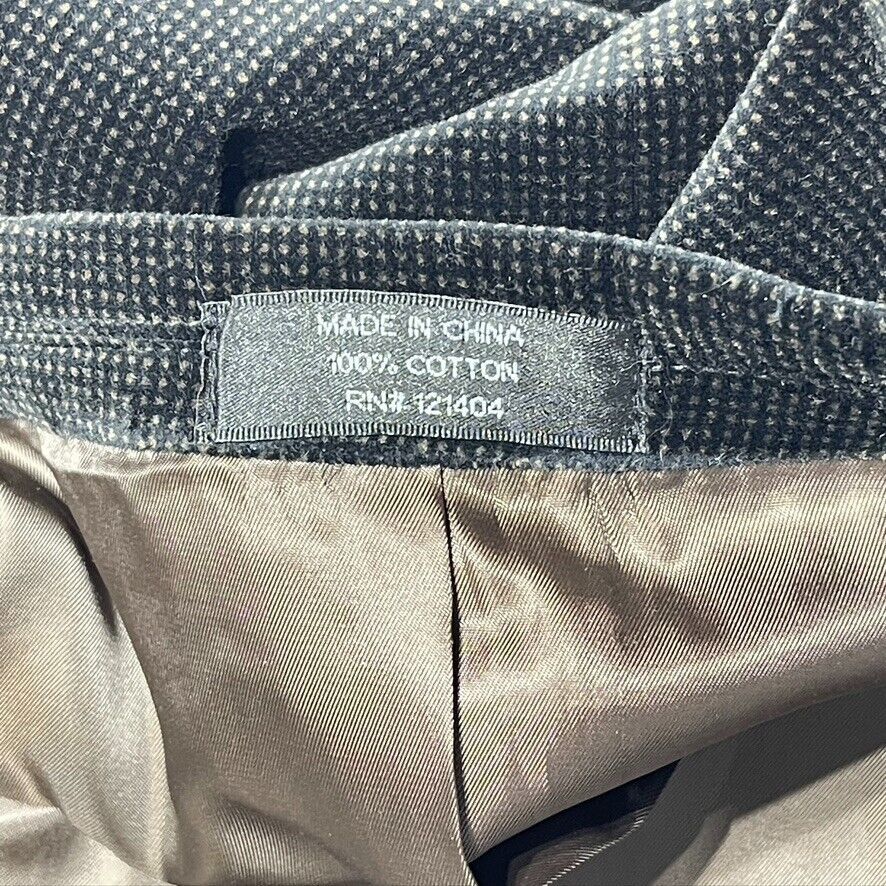 MADE IN CHINA
100% COTTON
RN# 121404